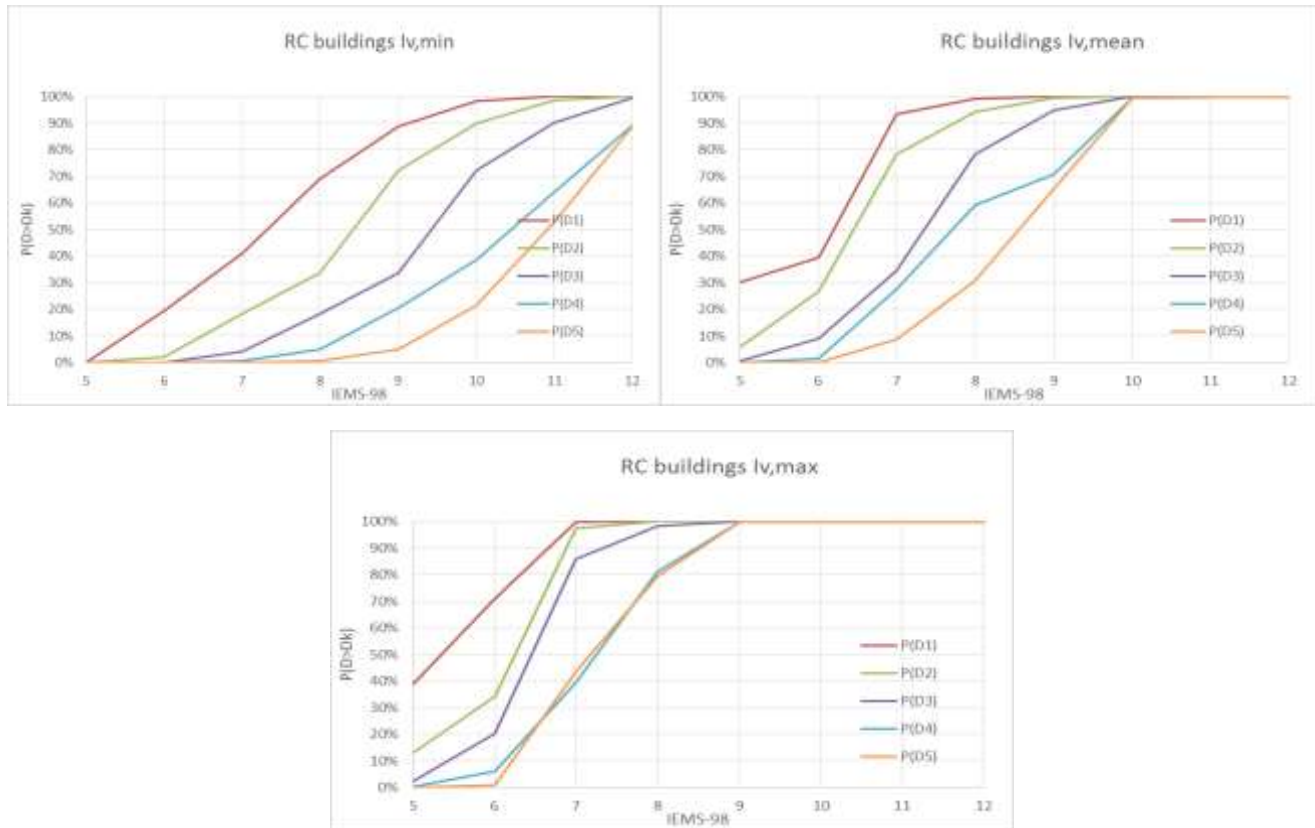 RC buildings Iv,min
P(D>Dk)
100%
90%
80%
70%
60%
50%
40%
30%
20%
10%
0%
P(D1)
P(D2)
P(D3)
P(D4)
P(D5)
5 6 7 8 9 10 11 12
IEMS-98
RC buildings Iv,mean
P(D>Dk)
100%
90%
80%
70%
60%
50%
40%
30%
20%
10%
0%
P(D1)
P(D2)
P(D3)
P(D4)
P(D5)
5 6 7 8 9 10 11 12
IEMS-98
RC buildings Iv,max
P(D>Dk)
100%
90%
80%
70%
60%
50%
40%
30%
20%
10%
0%
P(D1)
P(D2)
P(D3)
P(D4)
P(D5)
5 6 7 8 9 10 11 12
IEMS-98